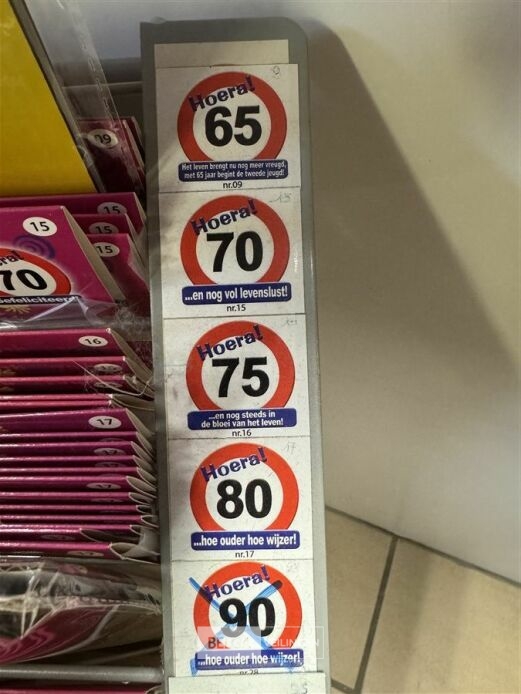 Hoera!
65
Het leven brengt nu nog meer vreugd,
met 65 jaar begint de tweede jeugd!
nr.09
Hoera!
70
...en nog vol levenslust!
nr.15
Hoera!
75
...en nog steeds in
de bloei van het leven!
nr.16
Hoera!
80
...hoe ouder hoe wijzer!
nr.17
Hoera!
90
...hoe ouder hoe wijzer!
nr.28
15
15
15
70
16
17
17